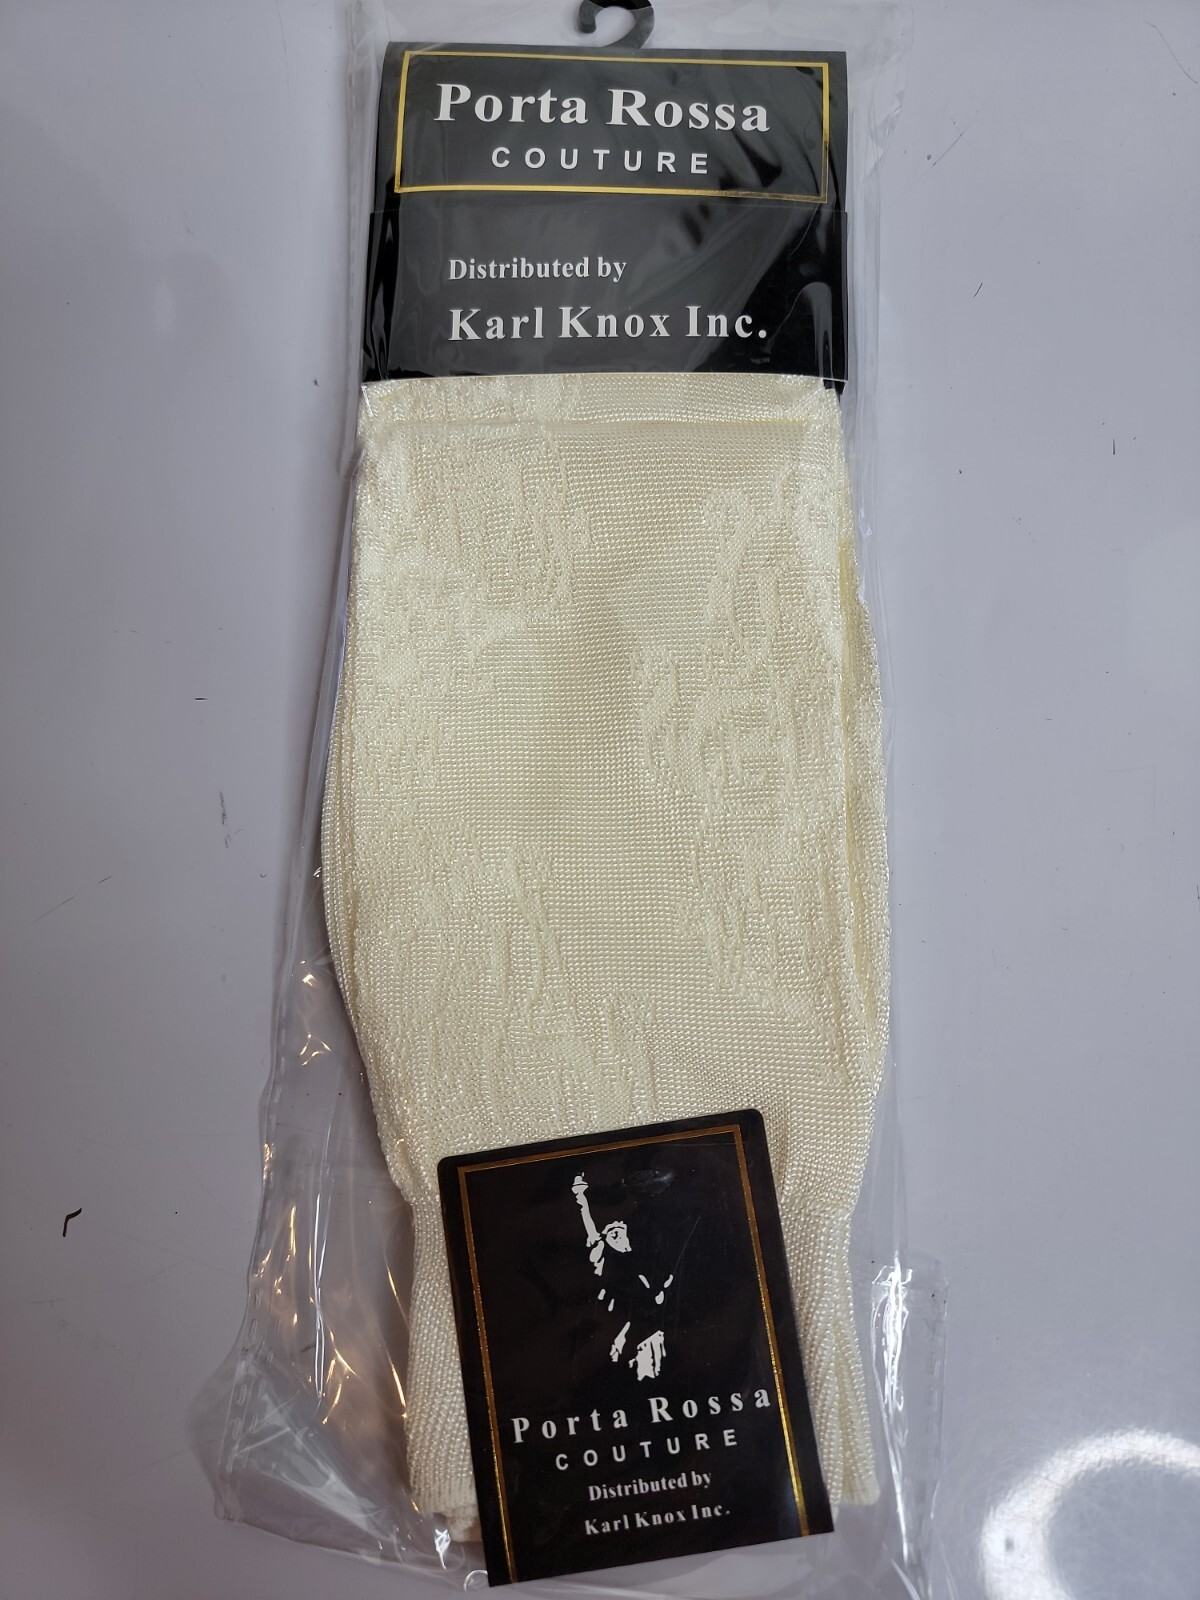 Porta Rossa
COUTURE
Distributed by
Karl Knox Inc.
Porta Rossa
COUTURE
Distributed by
Karl Knox Inc.